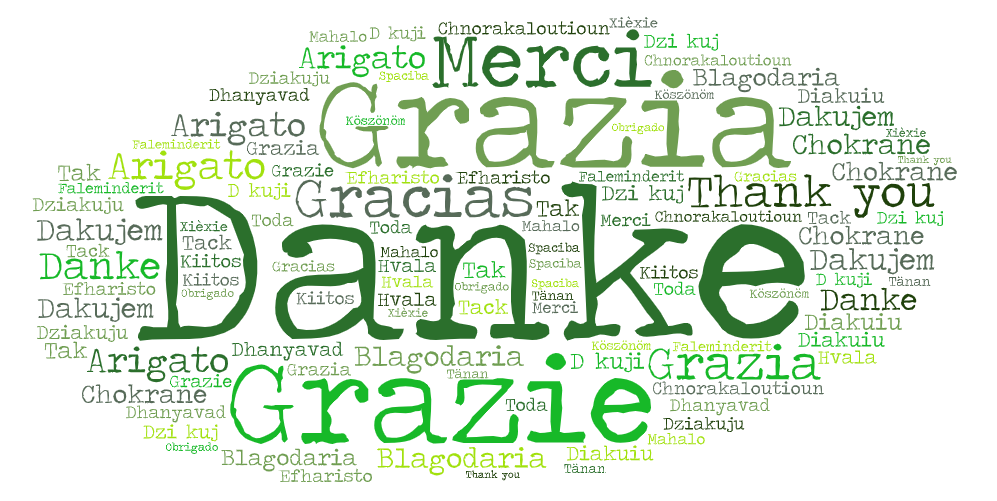 Chnorakaloutioun Xièxie
Mahalo D kuji Merci Dzi kuj
Arigato Chnorakaloutioun
Dziakuju Spaciba Blagodaria
Dhanyavad Grazia Köszönöm Diakuiu
Arigato Köszönöm Obrigado Dakujem
Faleminderit Grazia Chokrane Xièxie
Tak Arigato Grazie Efharisto Efharisto Faleminderit Gracias Chokrane Thank you
Faleminderit D kuji Gracias Dzi kuj Thank you
Dziakuju Toda Toda Tak Merci Chnorakaloutioun Tack Dzi kuj
Dakujem Xièxie Mahalo Chokrane
Tack Tack Danke Mahalo Spaciba Dakujem
Danke Kiitos Gracias Hvala Tak Spaciba Kiitos D kuji Tänan
Efharisto Kiitos Obrigado Hvala Obrigado Spaciba Toda Köszönöm
Dakujem Kiitos Hvala Tack Tänan Danke
Xièxie Merci Diakuiu
Dziakuju Diakuiu
Tak Arigato Dhanyavad Blagodaria Köszönöm Faleminderit Hvala
Grazia D kuji Grazia
Grazie Tänan Chnorakaloutioun
Chokrane Grazie Toda Dhanyavad
Dhanyavad Dziakuju
Dzi kuj Mahalo
Obrigado Blagodaria Blagodaria Diakuiu
Efharisto Thank you Tänan